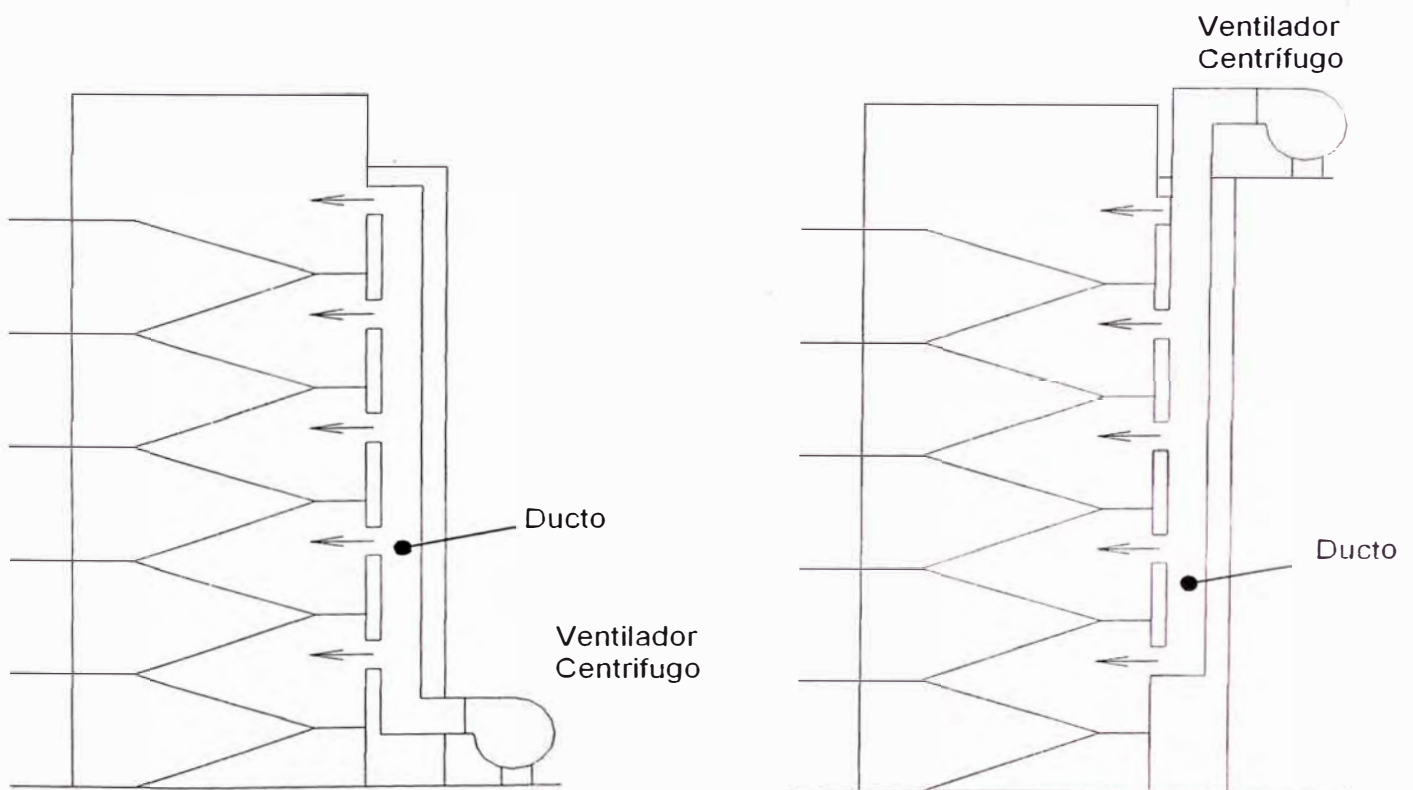 Ventilador
Centrífugo
Ducto
Ventilador
Centrifugo
Ducto